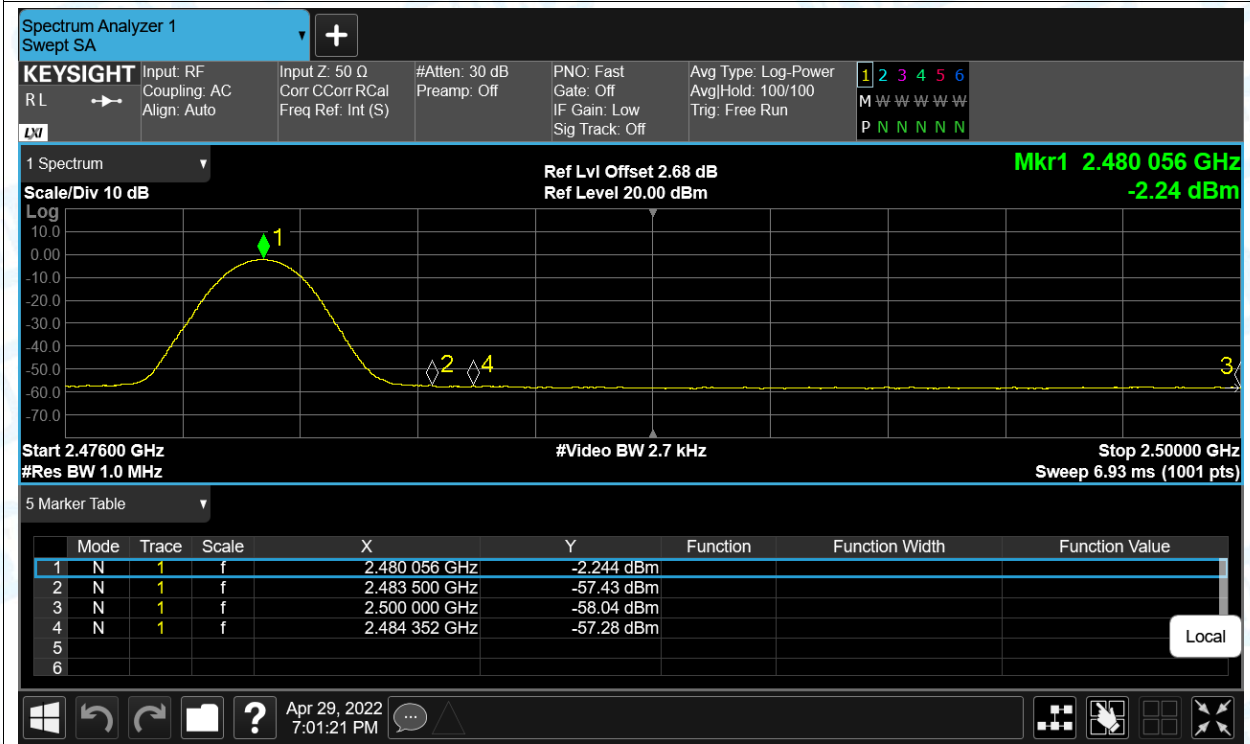 Spectrum Analyzer 1
Swept SA
+
KEYSIGHT Input: RF Input Z: 50 Ω #Atten: 30 dB PNO: Fast Avg Type: Log-Power 1 2 3 4 5 6
R L Coupling: AC Corr CCorr RCal Preamp: Off Gate: Off Avg|Hold: 100/100 M W W W W W
Align: Auto Freq Ref: Int (S) IF Gain: Low Trig: Free Run
LXI Sig Track: Off P N N N N N
1 Spectrum Ref Lvl Offset 2.68 dB Mkr1 2.480 056 GHz
Scale/Div 10 dB Ref Level 20.00 dBm -2.24 dBm
Log
10.0
0.00
-10.0
-20.0
-30.0
-40.0
-50.0
-60.0
-70.0
1
2 4 3
Start 2.47600 GHz #Video BW 2.7 kHz Stop 2.50000 GHz
#Res BW 1.0 MHz Sweep 6.93 ms (1001 pts)
5 Marker Table
Mode Trace Scale X Y Function Function Width Function Value
1 N 1 f 2.480 056 GHz -2.244 dBm
2 N 1 f 2.483 500 GHz -57.43 dBm
3 N 1 f 2.500 000 GHz -58.04 dBm
4 N 1 f 2.484 352 GHz -57.28 dBm
5
6
Local
? Apr 29, 2022
7:01:21 PM